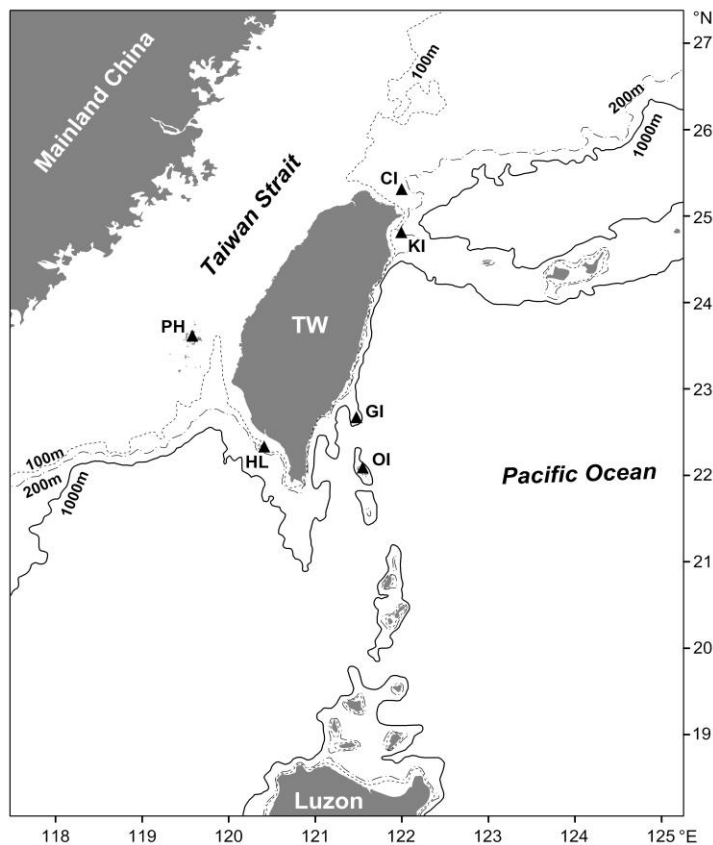 °N
27
100m
Mainland China
200m
26
1000m
CI
Taiwan Strait
25
KI
24
PH
TW
23
GI
100m
HL
OI
200m
22
Pacific Ocean
1000m
21
20
19
Luzon
118
119
120
121
122
123
124
125
°E